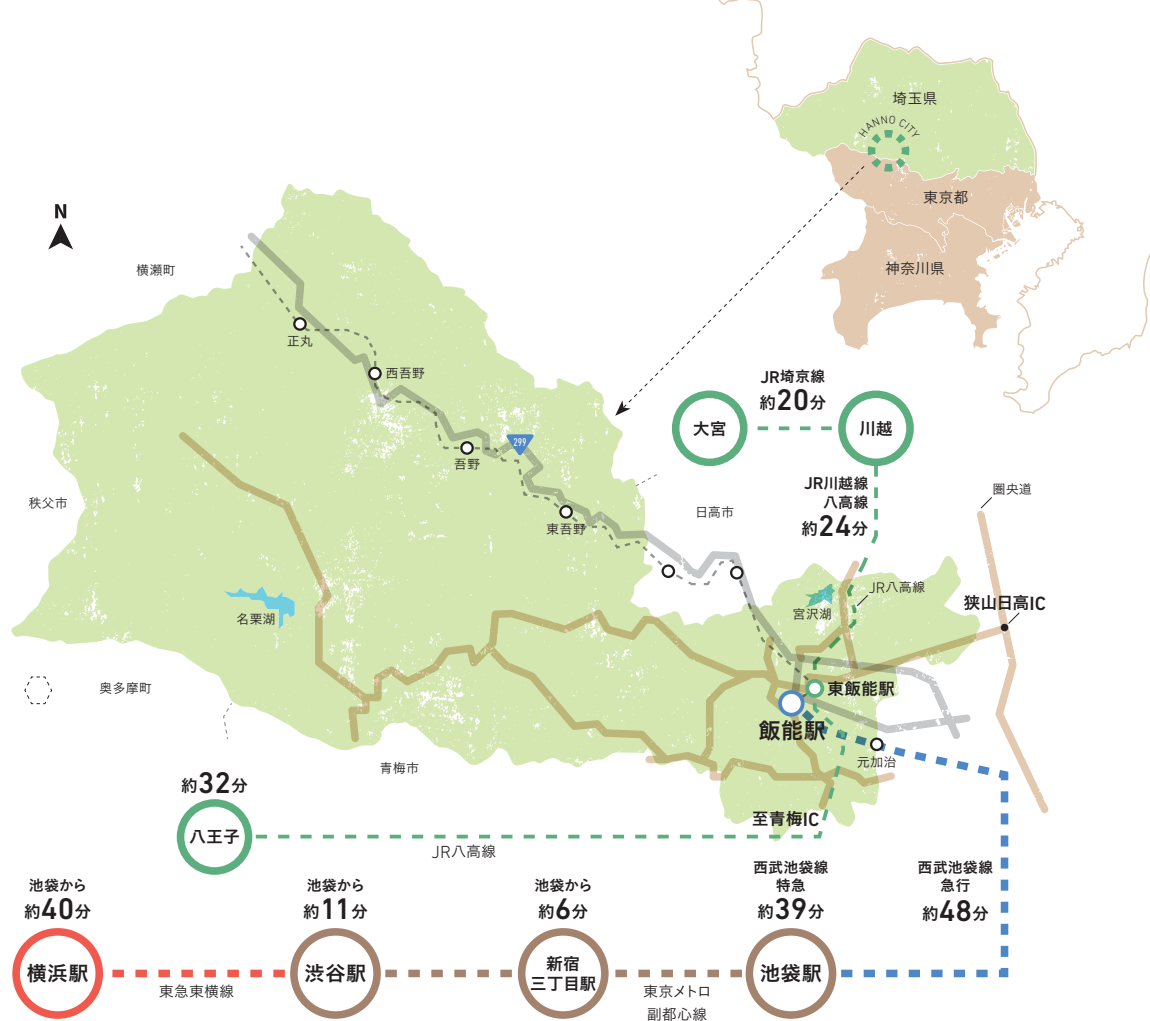 埼玉県
HANNO CITY
東京都
神奈川県
N
横瀬町
正丸
西吾野
299
吾野
東吾野
秩父市
日高市
名栗湖
奥多摩町
青梅市
JR埼京線
約20分
大宮
川越
JR川越線
八高線
約24分
圏央道
JR八高線
狭山日高IC
宮沢湖
東飯能駅
飯能駅
元加治
至青梅IC
約32分
八王子
JR八高線
池袋から
約40分
横浜駅
東急東横線
池袋から
約11分
渋谷駅
池袋から
約6分
新宿
三丁目駅
東京メトロ
副都心線
西武池袋線
特急
約39分
池袋駅
西武池袋線
急行
約48分